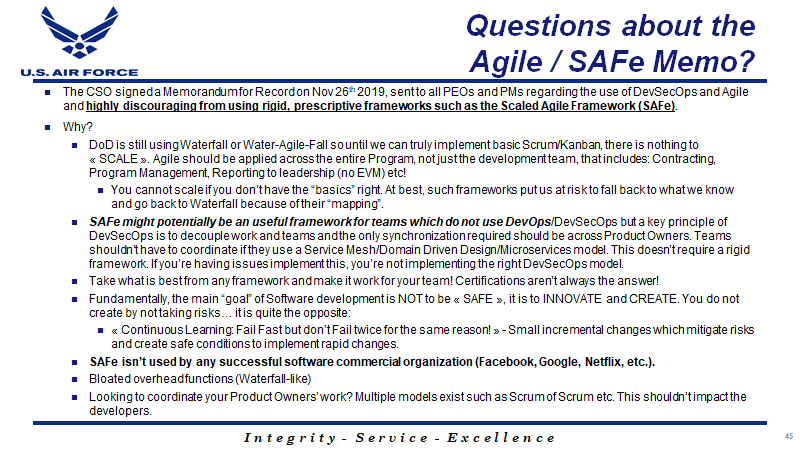 Questions about the
Agile / SAFe Memo?
U.S. AIR FORCE
The CSO signed a Memorandum for Record on Nov 26th 2019, sent to all PEOs and PMs regarding the use of DevSecOps and Agile
and highly discouraging from using rigid, prescriptive frameworks such as the Scaled Agile Framework (SAFe).
Why?
DoD is still using Waterfall or Water-Agile-Fall so until we can truly implement basic Scrum/Kanban, there is nothing to
« SCALE ». Agile should be applied across the entire Program, not just the development team, that includes: Contracting,
Program Management, Reporting to leadership (no EVM) etc!
You cannot scale if you don't have the "basics" right. At best, such frameworks put us at risk to fall back to what we know
and go back to Waterfall because of their "mapping".
SAFe might potentially be an useful framework for teams which do not use DevOps/DevSecOps but a key principle of
DevSecOps is to decouple work and teams and the only synchronization required should be across Product Owners. Teams
shouldn't have to coordinate if they use a Service Mesh/Domain Driven Design/Microservices model. This doesn't require a rigid
framework. If you're having issues implement this, you're not implementing the right DevSecOps model.
Take what is best from any framework and make it work for your team! Certifications aren't always the answer!
Fundamentally, the main "goal" of Software development is NOT to be « SAFE », it is to INNOVATE and CREATE. You do not
create by not taking risks… it is quite the opposite:
« Continuous Learning: Fail Fast but don't Fail twice for the same reason! » - Small incremental changes which mitigate risks
and create safe conditions to implement rapid changes.
SAFe isn't used by any successful software commercial organization (Facebook, Google, Netflix, etc.).
Bloated overhead functions (Waterfall-like)
Looking to coordinate your Product Owners' work? Multiple models exist such as Scrum of Scrum etc. This shouldn't impact the
developers.
Integrity - Service - Excellence
45